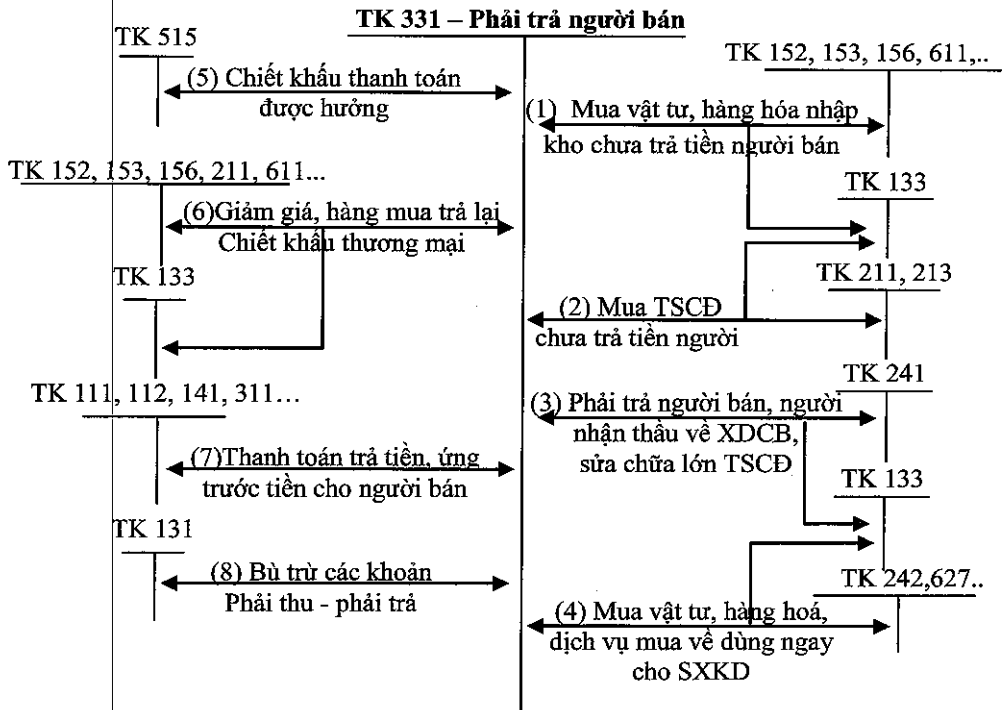 TK 331 – Phải trả người bán
TK 515
(5) Chiết khấu thanh toán
được hưởng
TK 152, 153, 156, 211, 611...
(6)Giảm giá, hàng mua trả lại
Chiết khấu thương mại
TK 133
TK 111, 112, 141, 311...
(7)Thanh toán trả tiền, ứng
trước tiền cho người bán
TK 131
(8) Bù trừ các khoản
Phải thu - phải trả
TK 152, 153, 156, 611,..
(1) Mua vật tư, hàng hóa nhập
kho chưa trả tiền người bán
TK 133
TK 211, 213
(2) Mua TSCĐ
chưa trả tiền người
TK 241
(3) Phải trả người bán, người
nhận thầu về XDCB,
sửa chữa lớn TSCĐ
TK 133
TK 242,627..
(4) Mua vật tư, hàng hoá,
dịch vụ mua về dùng ngay
cho SXKD